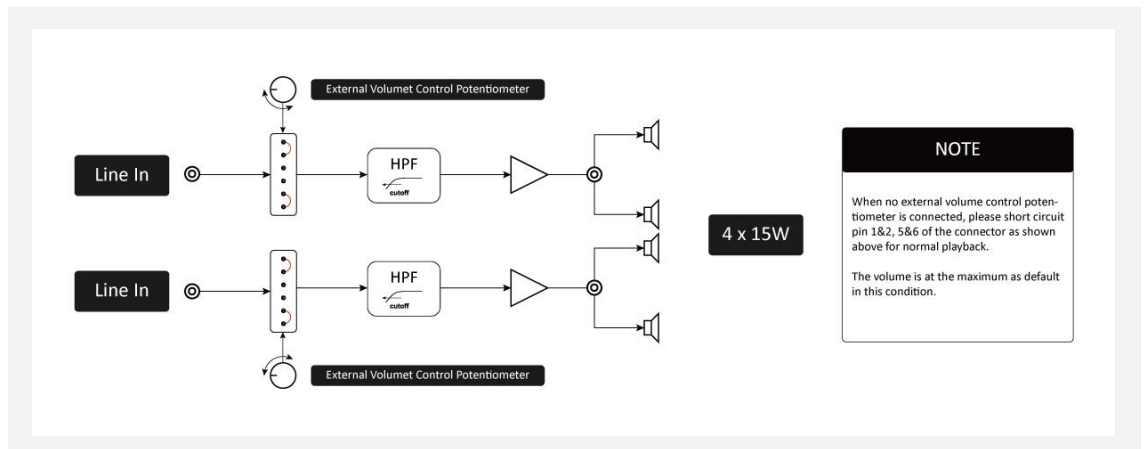 External Volumet Control Potentiometer
Line In
HPF
cutoff
Line In
HPF
cutoff
External Volumet Control Potentiometer
4 x 15W
NOTE
When no external volume control poten-
tiometer is connected, please short circuit
pin 1&2, 5&6 of the connector as shown
above for normal playback.
The volume is at the maximum as default
in this condition.